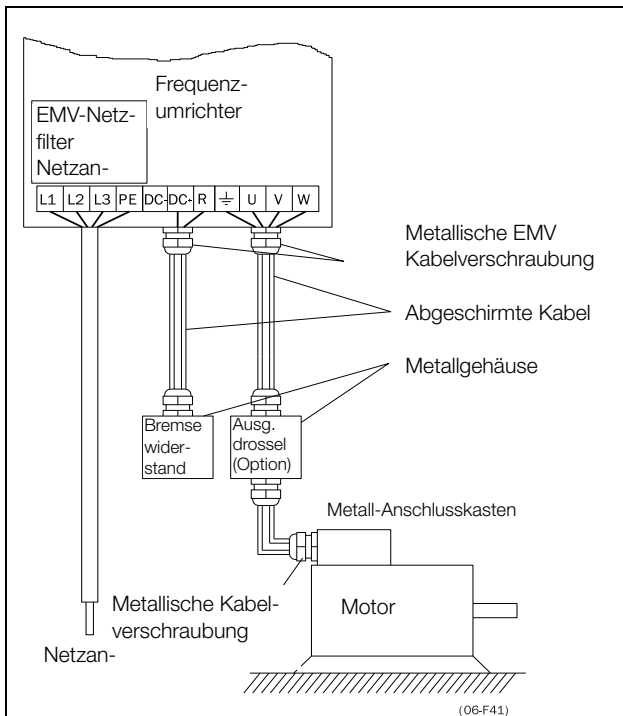 Frequenz-
umrichter
EMV-Netz-
filter
Netzan-
L1 L2 L3 PE DC- DC+ R ⏚ U V W
Metallische EMV
Kabelverschraubung
Abgeschirmte Kabel
Metallgehäuse
Bremse
wider-
stand
Ausg.
drossel
(Option)
Metall-Anschlusskasten
Metallische Kabel-
verschraubung
Motor
Netzan-
(06-F41)